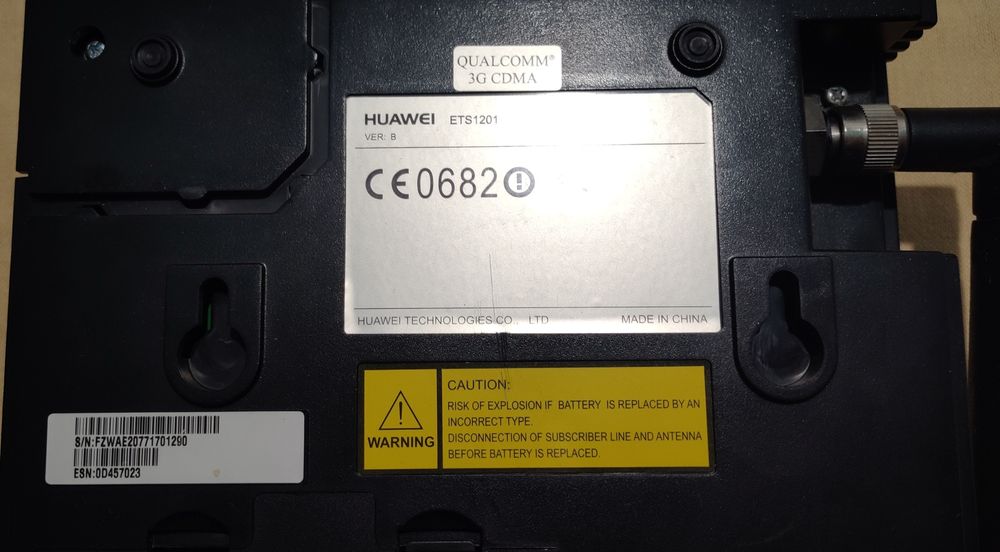 QUALCOMM®
3G CDMA
HUAWEI ETS1201
VER: B
CE0682
HUAWEI TECHNOLOGIES CO., LTD MADE IN CHINA
WARNING
CAUTION:
RISK OF EXPLOSION IF BATTERY IS REPLACED BY AN
INCORRECT TYPE.
DISCONNECTION OF SUBSCRIBER LINE AND ANTENNA
BEFORE BATTERY IS REPLACED.
S/N:FZWAE20771701290
ESN:0D457023